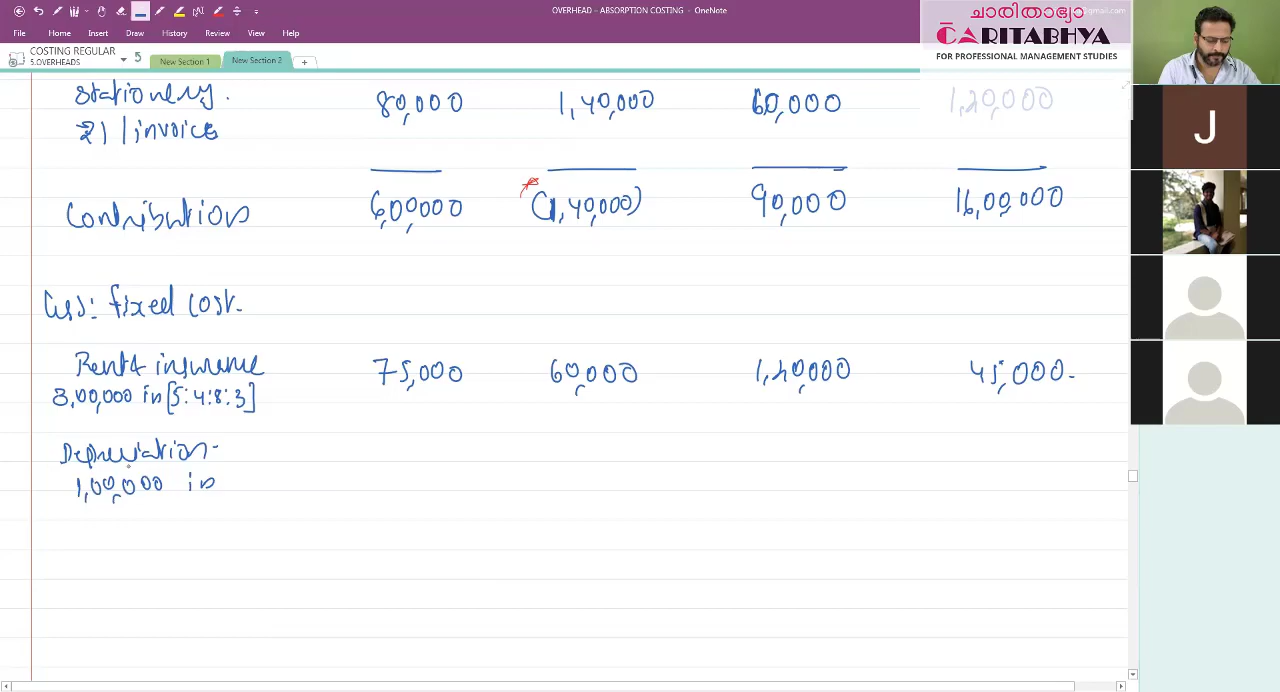 OVERHEAD – ABSORPTION COSTING - OneNote
ചാരിതാഭ്യാ
CARITABHYA
FOR PROFESSIONAL MANAGEMENT STUDIES
File Home Insert Draw History Review View Help
COSTING REGULAR
5.OVERHEADS
5
New Section 1 New Section 2
Stationery. 80,000 1,40,000 60,000 1,20,000
21 | invoice
Contribution 6,00,000 (1,40,000) 90,000 16,00,000
Less: fixed cost.
Rent & insurance 75,000 60,000 1,20,000 45,000.
3,00,000 in [5:4:8:3]
Depreciation-
1,00,000 in
J